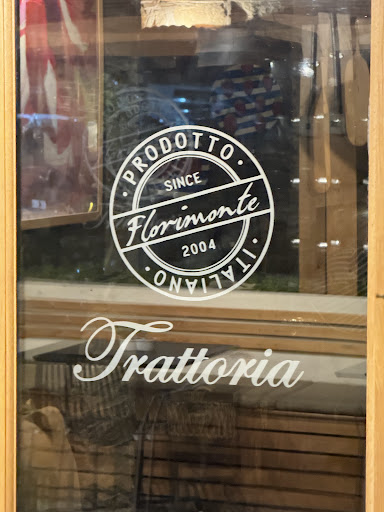 PRODOTTO
SINCE
Florimonte
2004
ITALIANO
Trattoria